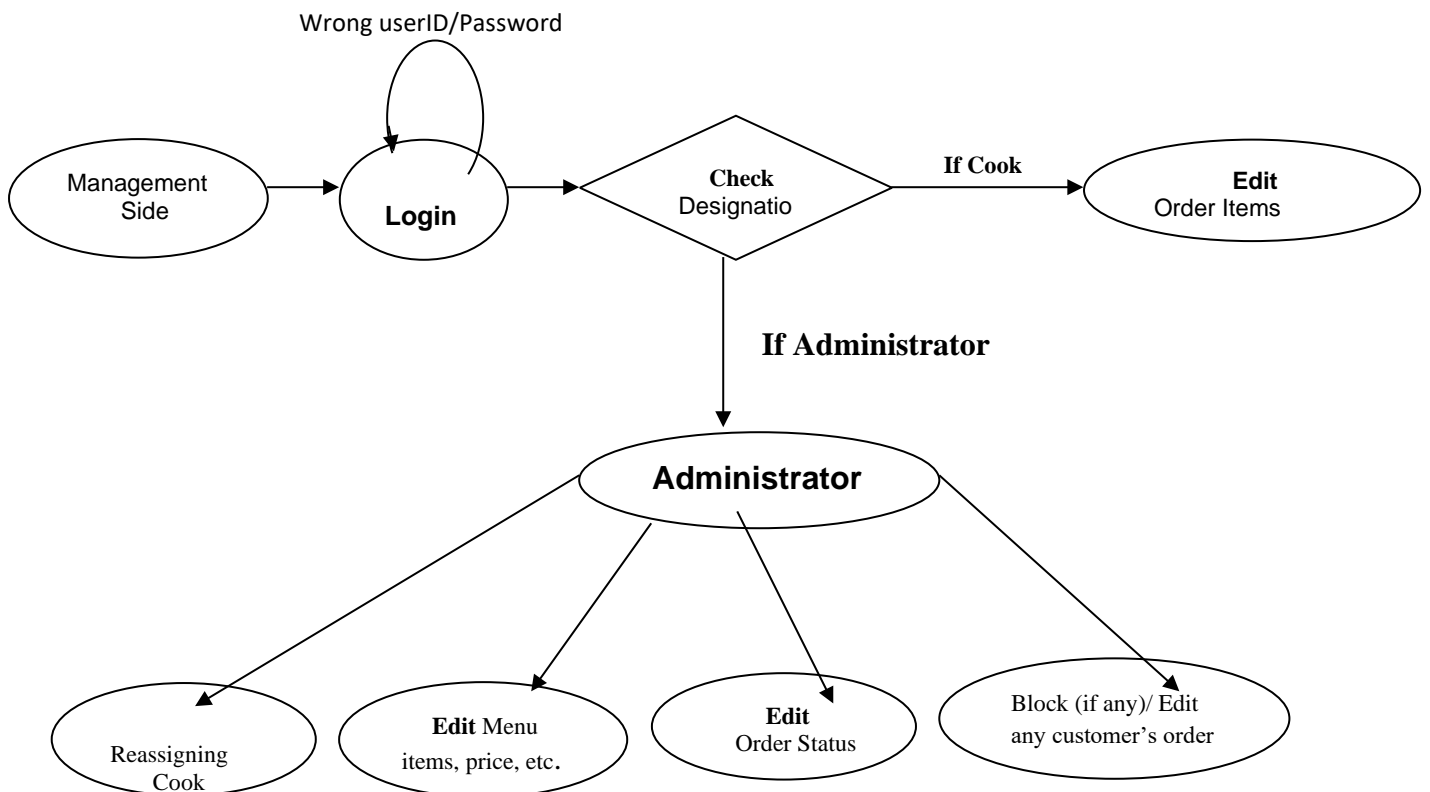 Wrong userID/Password
Management
Side
Login
Check
Designatio
If Cook
Edit
Order Items
If Administrator
Administrator
Reassigning
Cook
Edit Menu
items, price, etc.
Edit
Order Status
Block (if any)/ Edit
any customer’s order